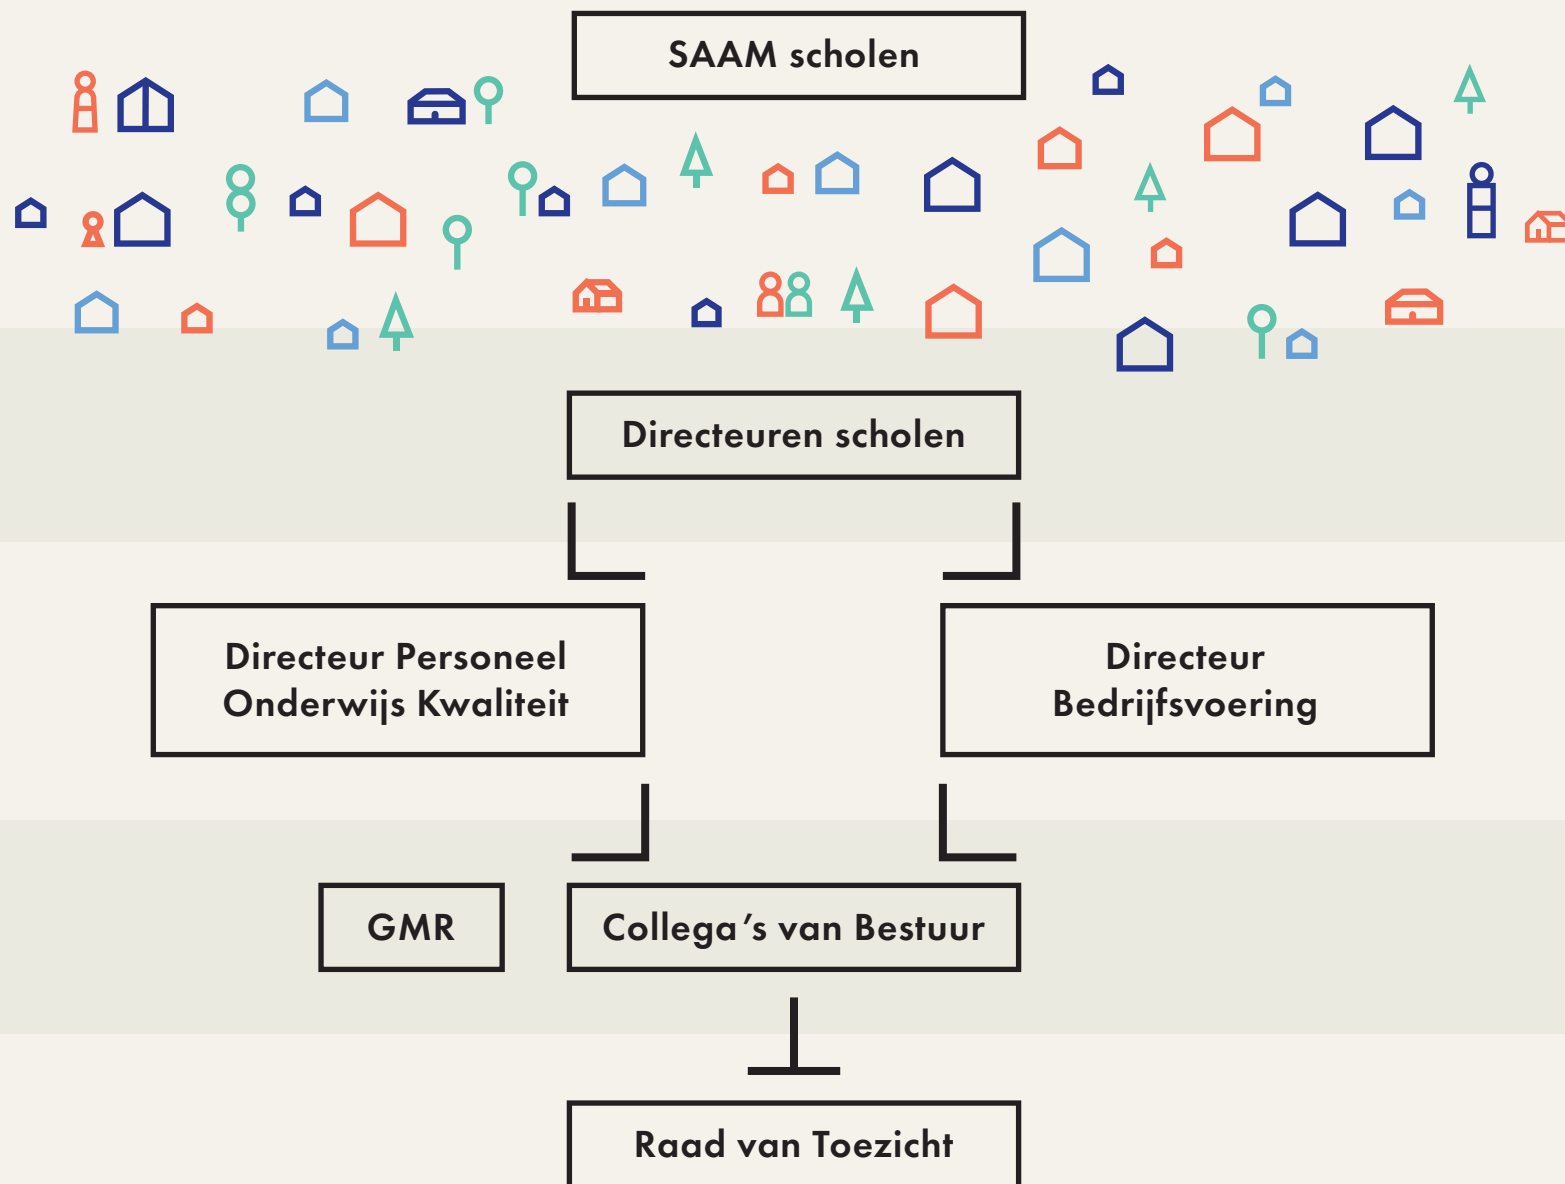 SAAM scholen
Directeuren scholen
Directeur Personeel
Onderwijs Kwaliteit
Directeur
Bedrijfsvoering
GMR
Collega’s van Bestuur
Raad van Toezicht